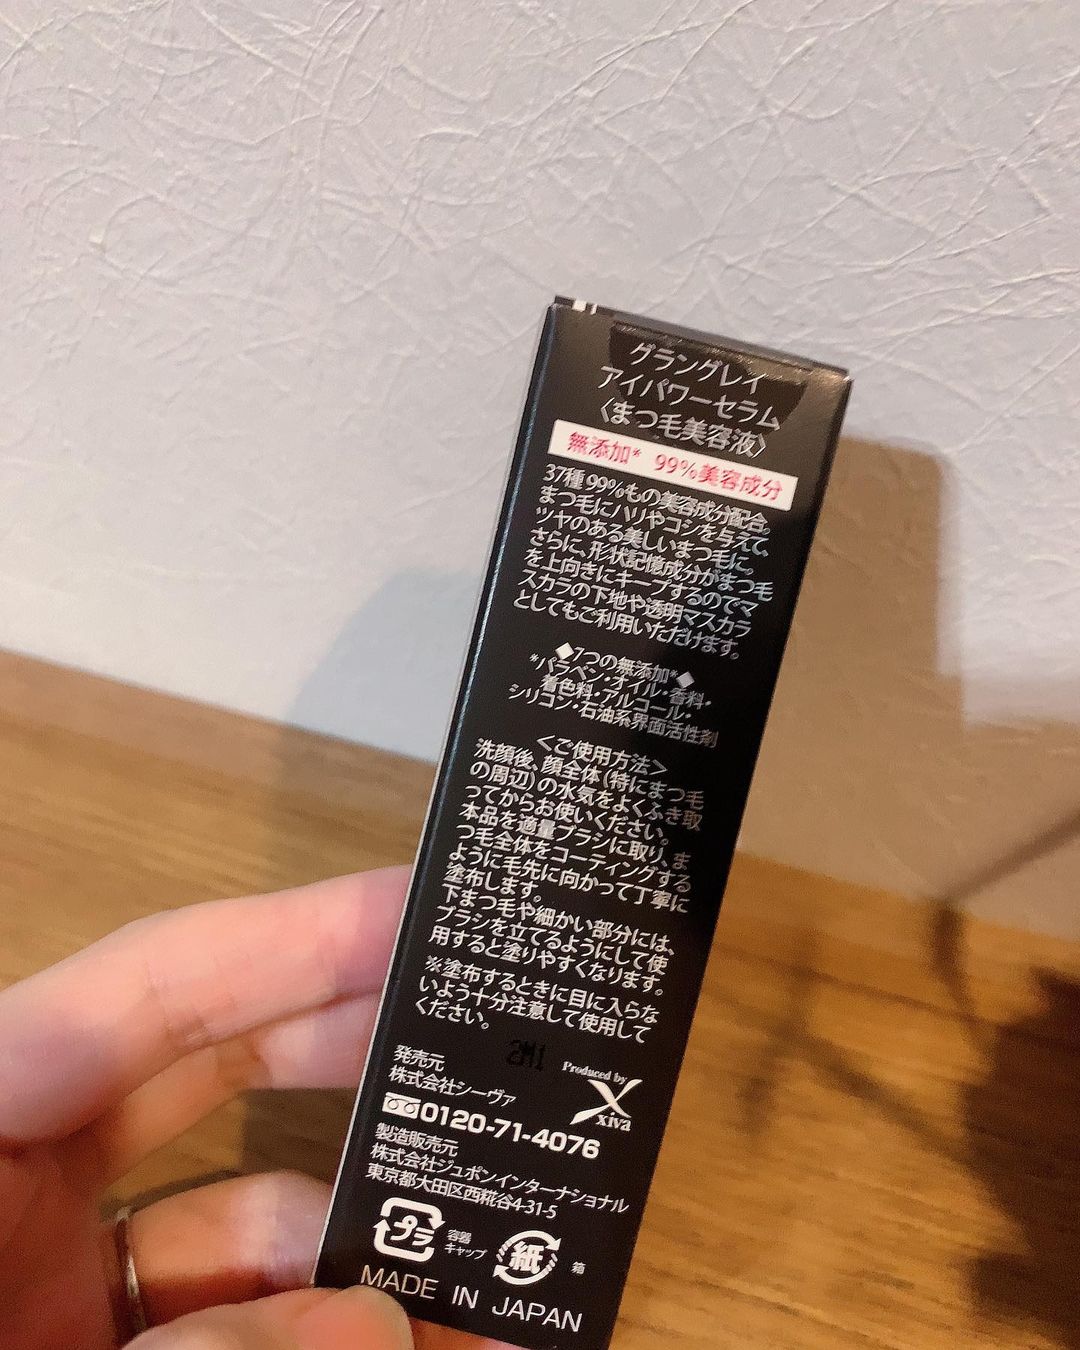 グラングレイ
アイパワーセラム
〈まつ毛美容液〉
無添加* 99%美容成分
37種99%もの美容成分配合。
まつ毛にハリやコシを与えて、
ツヤのある美しいまつ毛に。
さらに、形状記憶成分がまつ毛
を上向きにキープするのでマ
スカラの下地や透明マスカラ
としてもご利用いただけます。
◆7つの無添加*◆
*パラベン・オイル・香料・
着色料・アルコール・
シリコン・石油系界面活性剤
＜ご使用方法＞
洗顔後、顔全体（特にまつ毛
の周辺）の水気をよくふき取
ってからお使いください。
本品を適量ブラシに取り、ま
つ毛全体をコーティングする
ように毛先に向かって丁寧に
塗布します。
下まつ毛や細かい部分には、
ブラシを立てるようにして使
用すると塗りやすくなります。
※塗布するときに目に入らな
いよう十分注意して使用して
ください。
2M1
発売元
株式会社シーヴァ
Produced by
xiva
0120-71-4076
製造販売元
株式会社ジュポンインターナショナル
東京都大田区西糀谷4-31-5
プラ
容器
キャップ
紙
箱
MADE IN JAPAN